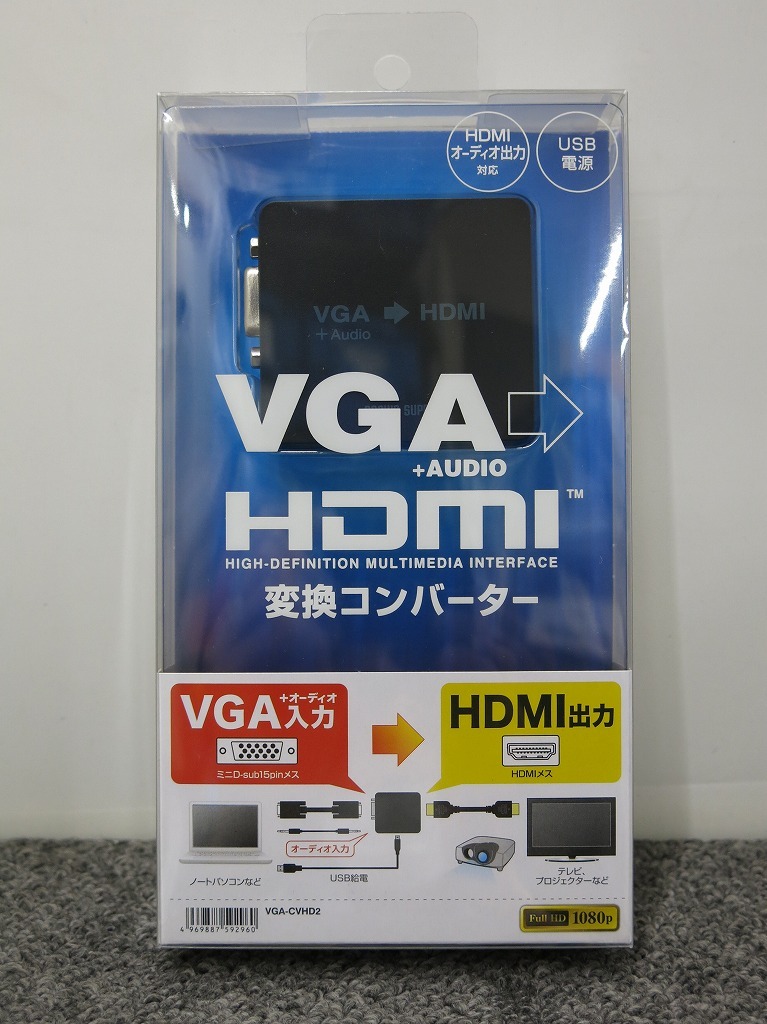 HDMI
オーディオ出力
対応
USB
電源
VGA → HDMI
+Audio
VGA
+AUDIO
HDMI™
HIGH-DEFINITION MULTIMEDIA INTERFACE
変換コンバーター
VGA+オーディオ入力
ミニD-sub15pinメス
HDMI出力
HDMIメス
オーディオ入力
USB給電
ノートパソコンなど
テレビ、
プロジェクターなど
VGA-CVHD2
4 969887 592960
Full HD 1080p